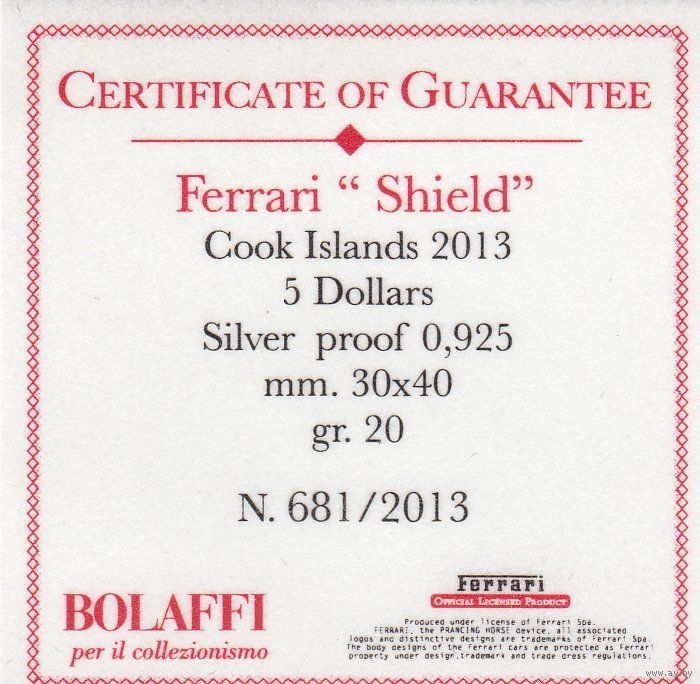 CERTIFICATE OF GUARANTEE
Ferrari “ Shield”
Cook Islands 2013
5 Dollars
Silver proof 0,925
mm. 30x40
gr. 20
N. 681/2013
BOLAFFI
per il collezionismo
Ferrari
OFFICIAL LICENSED PRODUCT
Produced under license of Ferrari Spa.
FERRARI, the PRANCING HORSE device, all associated
logos and distinctive designs are trademarks of Ferrari Spa.
The body designs of the Ferrari cars are protected as Ferrari
property under design,trademark and trade dress regulations.
www.ay.by